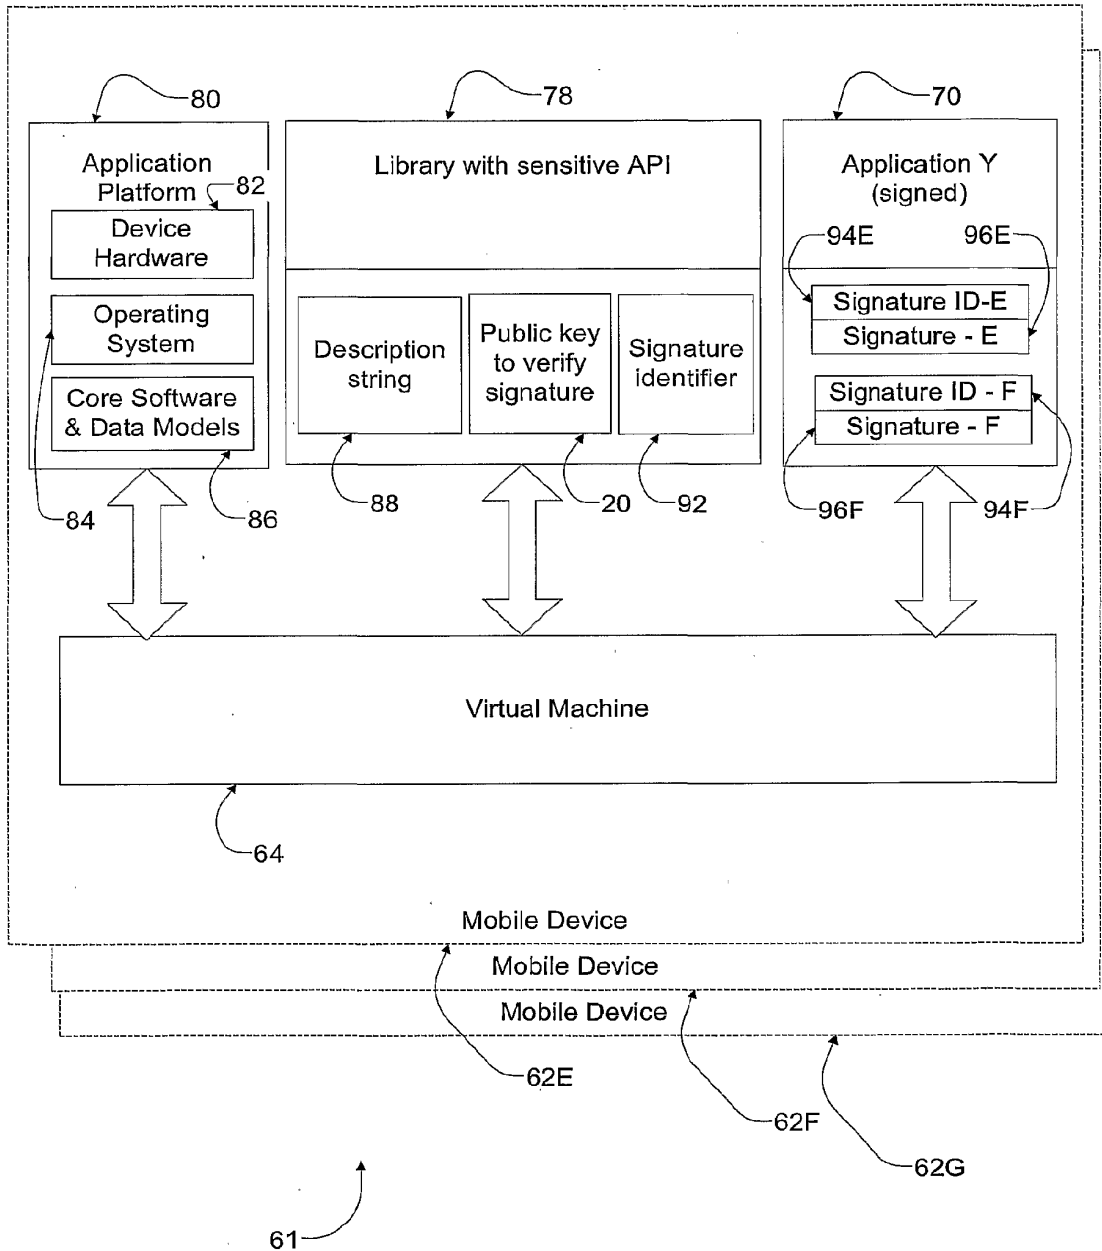 80
78
70
Application
Platform
82
Device
Hardware
Operating
System
Core Software
& Data Models
84
86
Library with sensitive API
Description
string
Public key
to verify
signature
Signature
identifier
88
20
92
Application Y
(signed)
94E
96E
Signature ID-E
Signature - E
Signature ID - F
Signature - F
96F
94F
Virtual Machine
64
Mobile Device
Mobile Device
Mobile Device
62E
62F
62G
61